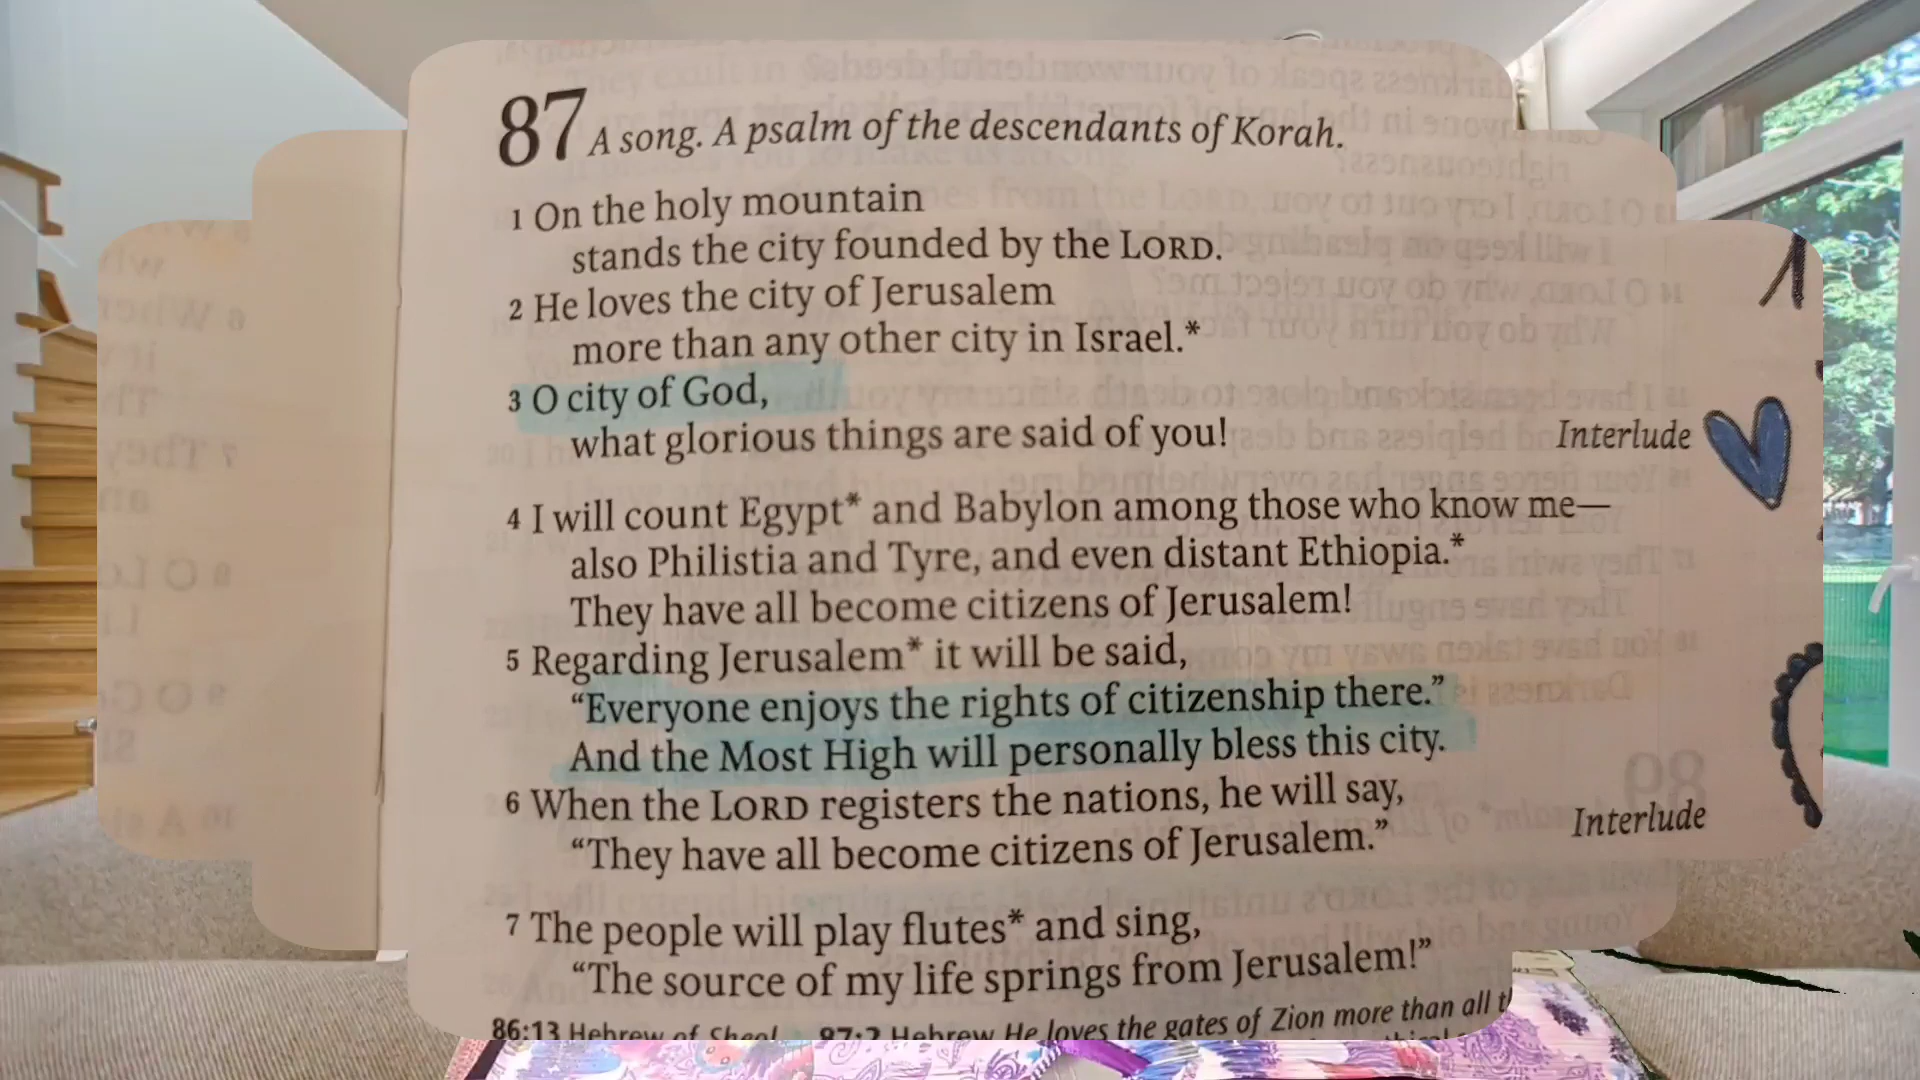 87 A song. A psalm of the descendants of Korah.
1 On the holy mountain
stands the city founded by the LORD.
2 He loves the city of Jerusalem
more than any other city in Israel.*
3 O city of God,
what glorious things are said of you! Interlude
4 I will count Egypt* and Babylon among those who know me—
also Philistia and Tyre, and even distant Ethiopia.*
They have all become citizens of Jerusalem!
5 Regarding Jerusalem* it will be said,
“Everyone enjoys the rights of citizenship there.”
And the Most High will personally bless this city.
6 When the LORD registers the nations, he will say,
“They have all become citizens of Jerusalem.” Interlude
7 The people will play flutes* and sing,
“The source of my life springs from Jerusalem!”
86:13 Hebrew of Sheol. 87:2 Hebrew He loves the gates of Zion more than all